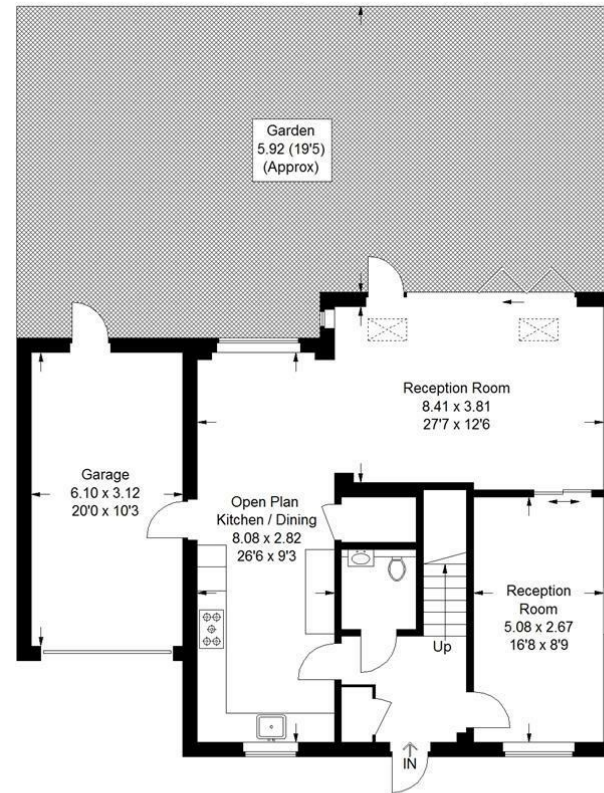 Garden
5.92 (19'5)
(Approx)
Reception Room
8.41 x 3.81
27'7 x 12'6
Garage
6.10 x 3.12
20'0 x 10'3
Open Plan
Kitchen / Dining
8.08 x 2.82
26'6 x 9'3
Reception
Room
5.08 x 2.67
16'8 x 8'9
Up
IN